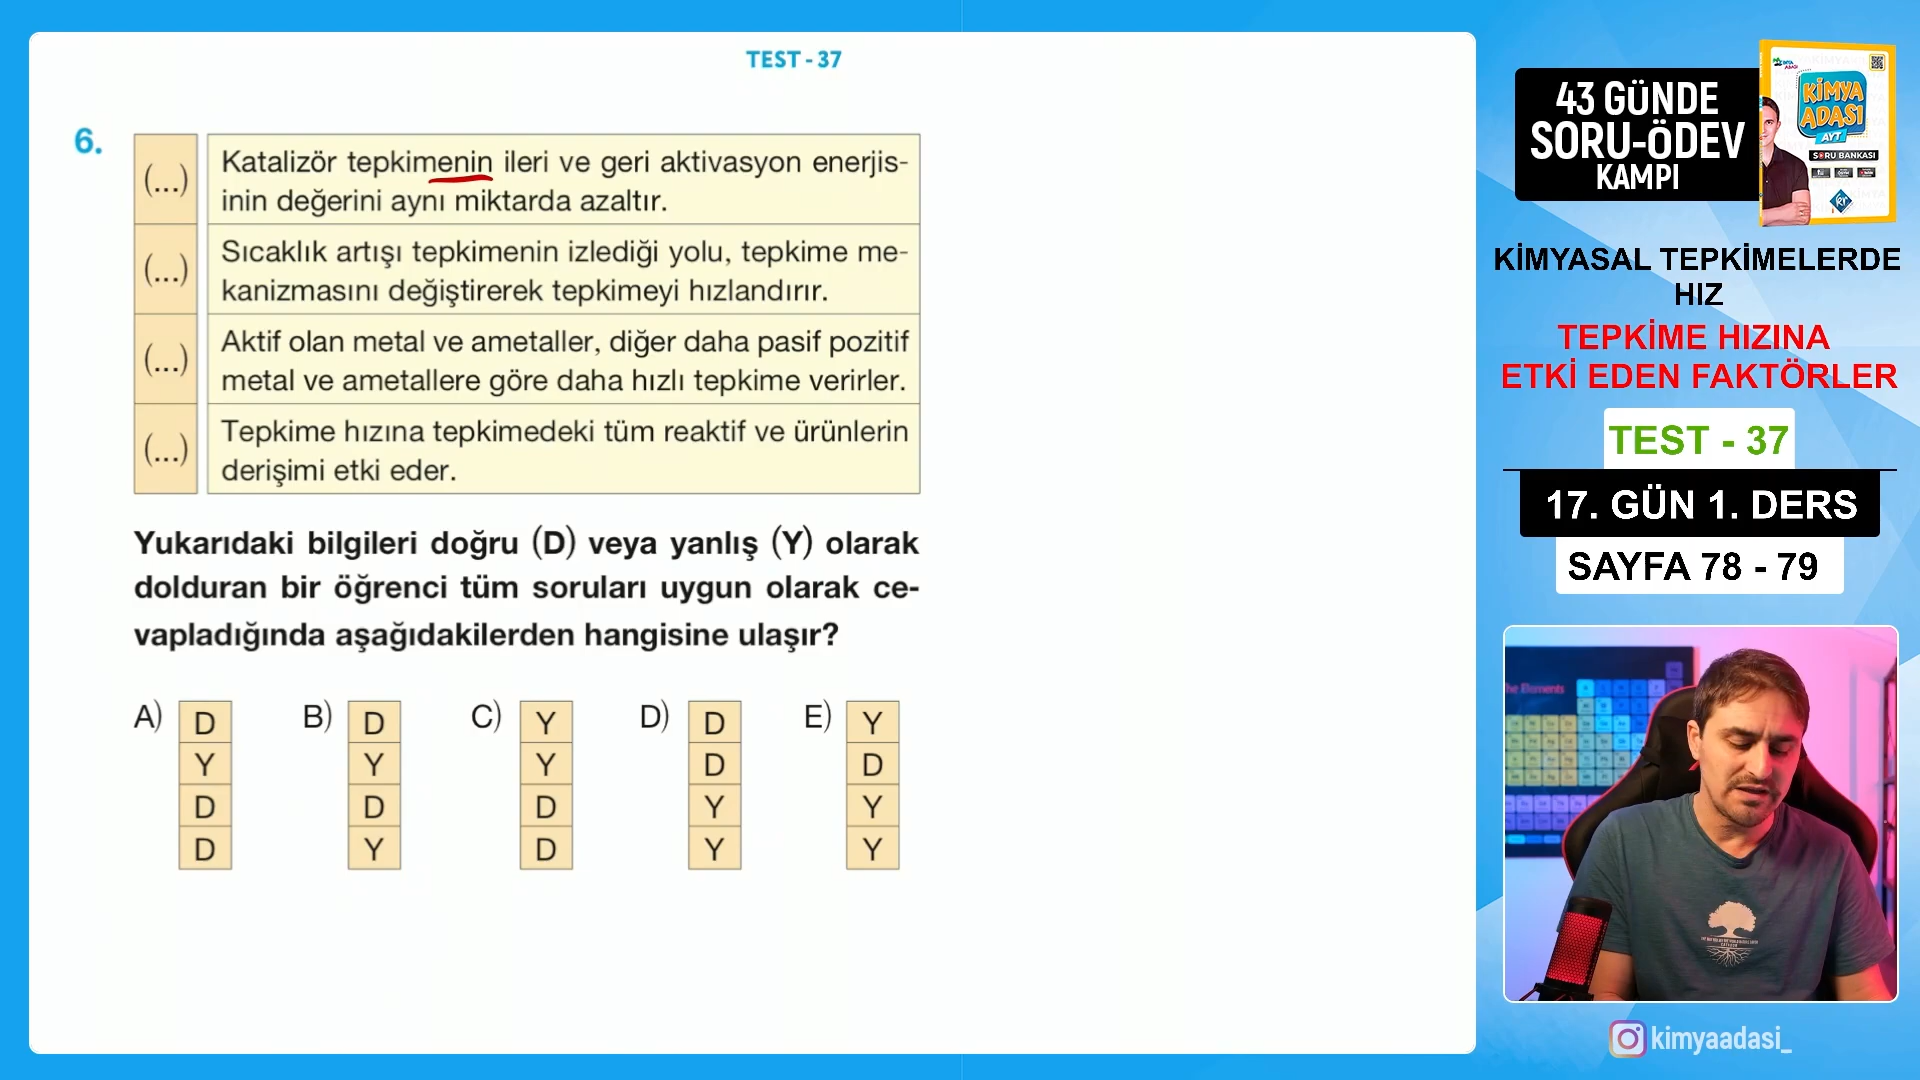 TEST - 37
6.
(...)
Katalizör tepkimenin ileri ve geri aktivasyon enerjis-
inin değerini aynı miktarda azaltır.
(...)
Sıcaklık artışı tepkimenin izlediği yolu, tepkime me-
kanizmasını değiştirerek tepkimeyi hızlandırır.
(...)
Aktif olan metal ve ametaller, diğer daha pasif pozitif
metal ve ametallere göre daha hızlı tepkime verirler.
(...)
Tepkime hızına tepkimedeki tüm reaktif ve ürünlerin
derişimi etki eder.
Yukarıdaki bilgileri doğru (D) veya yanlış (Y) olarak
dolduran bir öğrenci tüm soruları uygun olarak ce-
vapladığında aşağıdakilerden hangisine ulaşır?
A)
D
Y
D
D
B)
D
Y
D
Y
C)
Y
Y
D
D
D)
D
D
Y
Y
E)
Y
D
Y
Y
43 GÜNDE
SORU-ÖDEV
KAMPI
KİMYA
ADASI
AYT
SORU BANKASI
kr
KİMYASAL TEPKİMELERDE
HIZ
TEPKİME HIZINA
ETKİ EDEN FAKTÖRLER
TEST - 37
17. GÜN 1. DERS
SAYFA 78 - 79
he Elements
kimyaadasi_